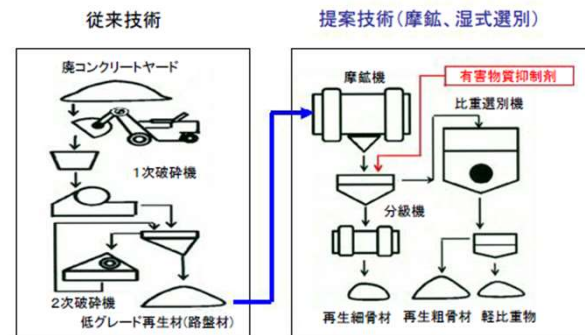 従来技術
提案技術(摩鉱、湿式選別)
廃コンクリートヤード
1次破砕機
2次破砕機
低グレード再生材(路盤材)
摩鉱機
有害物質抑制剤
比重選別機
分級機
再生細骨材
再生粗骨材
軽比重物